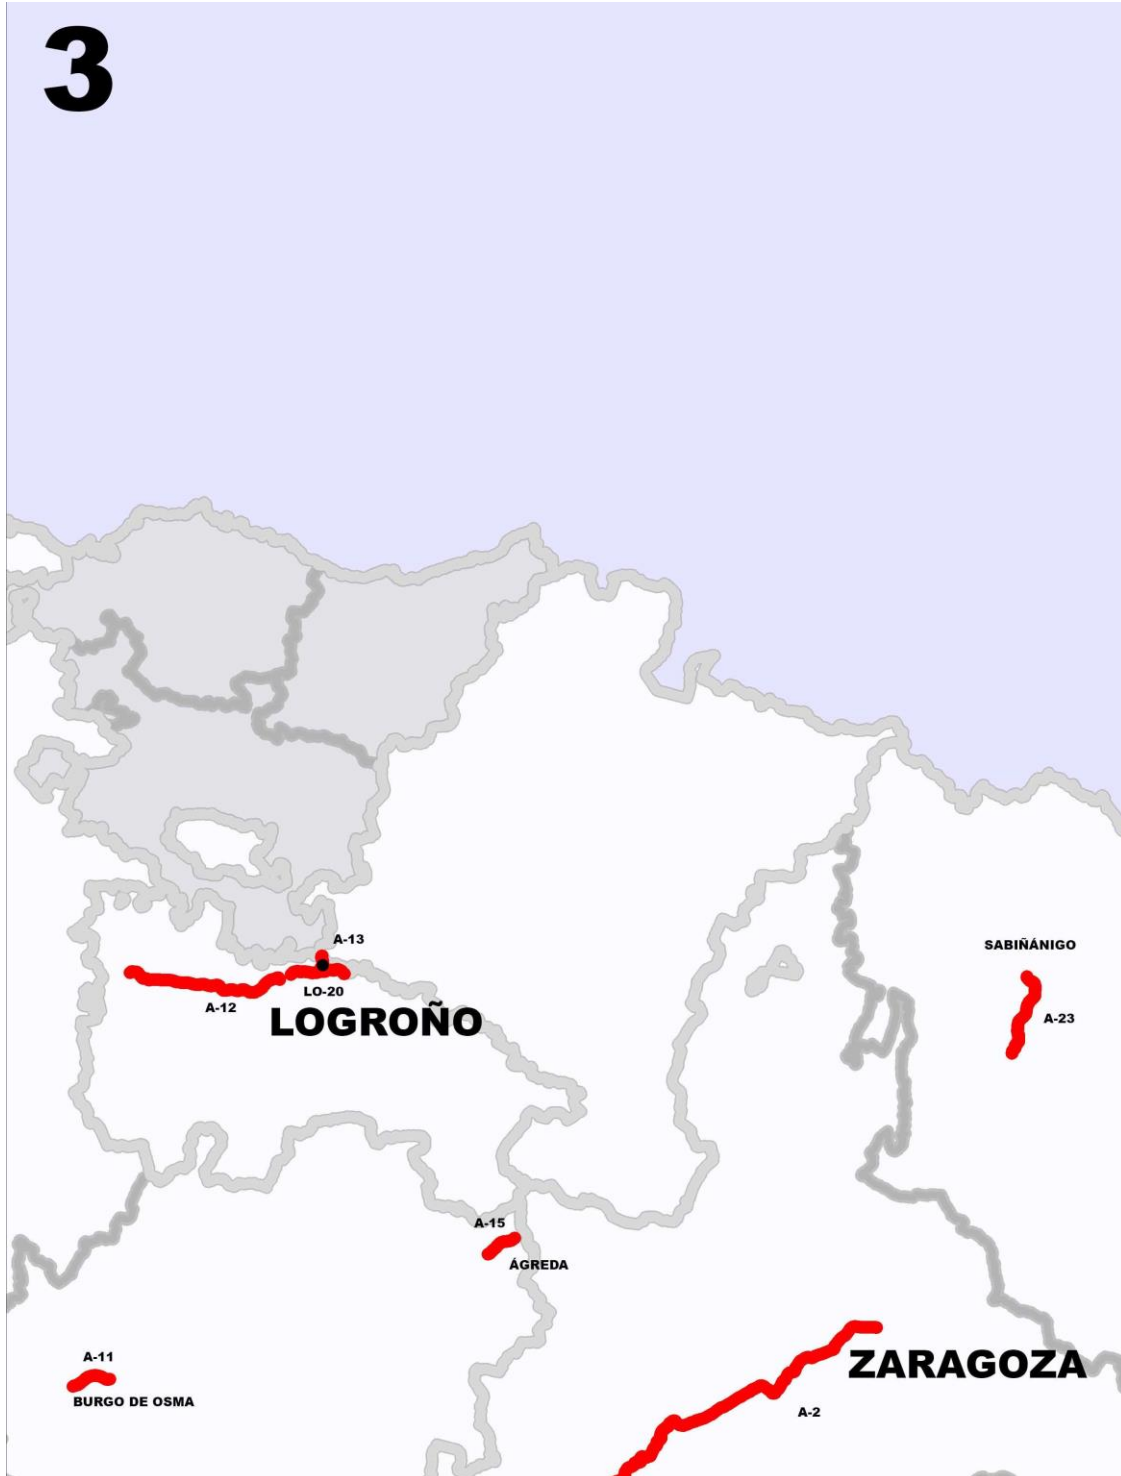 3
A-13
SABIÑÁNIGO
A-12
LO-20
LOGROÑO
A-23
A-15
ÁGREDA
A-11
ZARAGOZA
BURGO DE OSMA
A-2